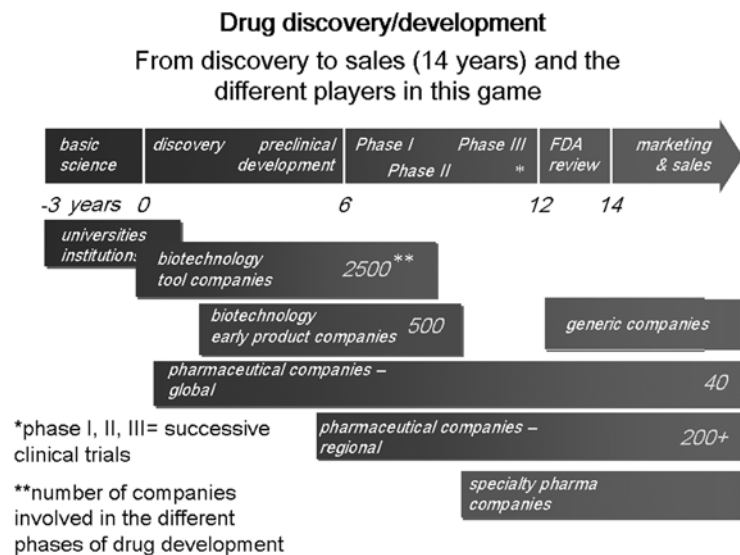 Drug discovery/development
From discovery to sales (14 years) and the
different players in this game
basic
science
discovery
preclinical
development
Phase I
Phase II
Phase III
*
FDA
review
marketing
& sales
-3 years 0 6 12 14
universities
institutions
biotechnology
tool companies 2500**
biotechnology
early product companies 500
generic companies
pharmaceutical companies –
global 40
pharmaceutical companies –
regional 200+
specialty pharma
companies
*phase I, II, III= successive
clinical trials
**number of companies
involved in the different
phases of drug development